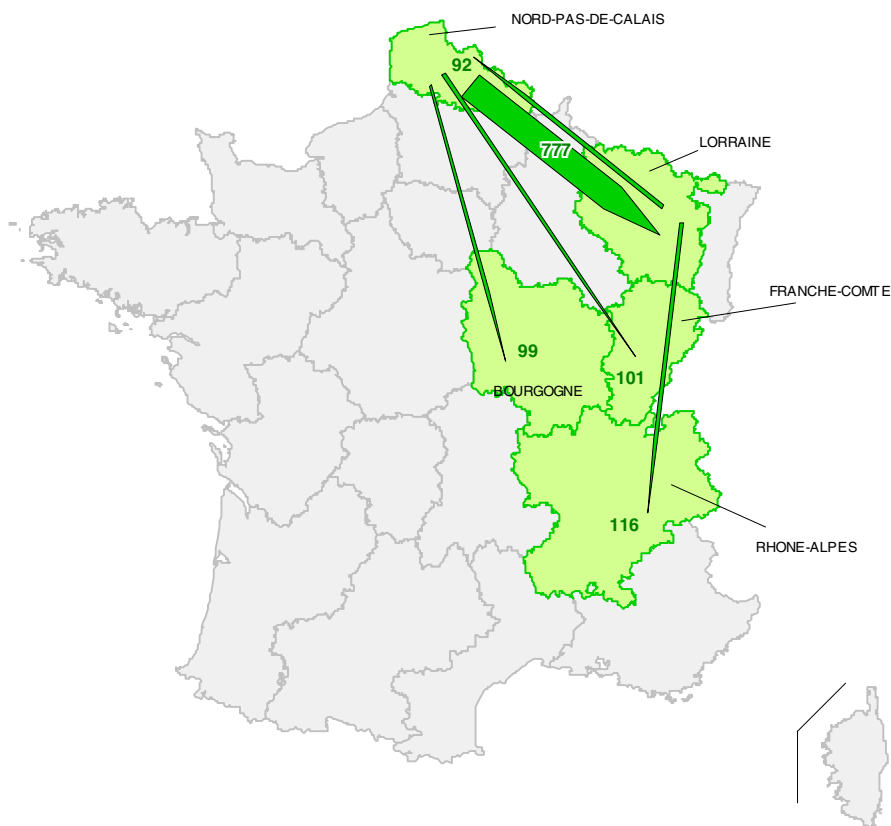 NORD-PAS-DE-CALAIS
92
777
LORRAINE
FRANCHE-COMTE
99
101
BOURGOGNE
116
RHONE-ALPES